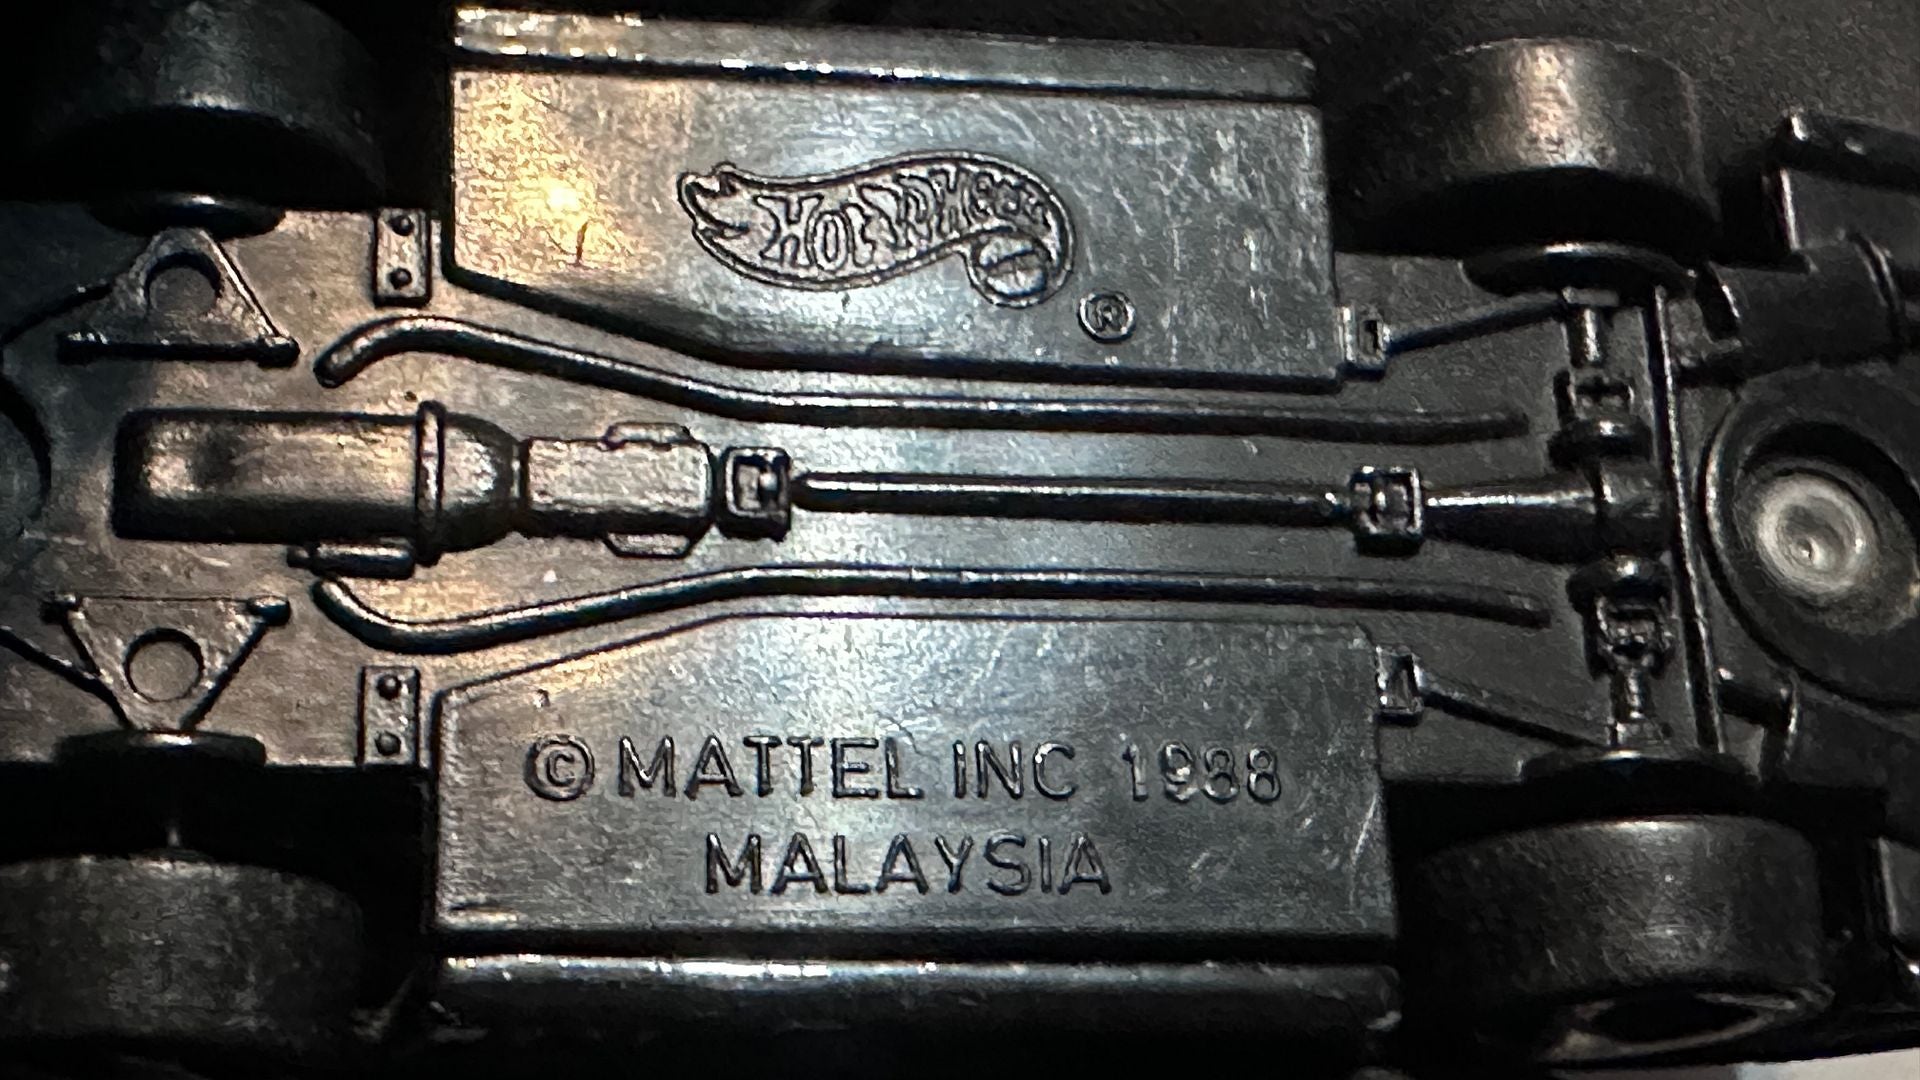 HOT WHEELS
®
© MATTEL INC 1988
MALAYSIA